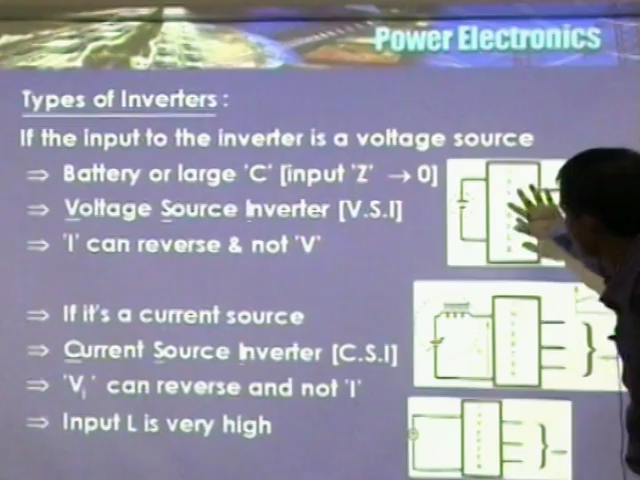 Power Electronics
Types of Inverters :
If the input to the inverter is a voltage source
⇒ Battery or large 'C' [input 'Z' → 0]
⇒ Voltage Source Inverter [V.S.I]
⇒ 'I' can reverse & not 'V'
⇒ If it's a current source
⇒ Current Source Inverter [C.S.I]
⇒ 'Vi' can reverse and not 'I'
⇒ Input L is very high